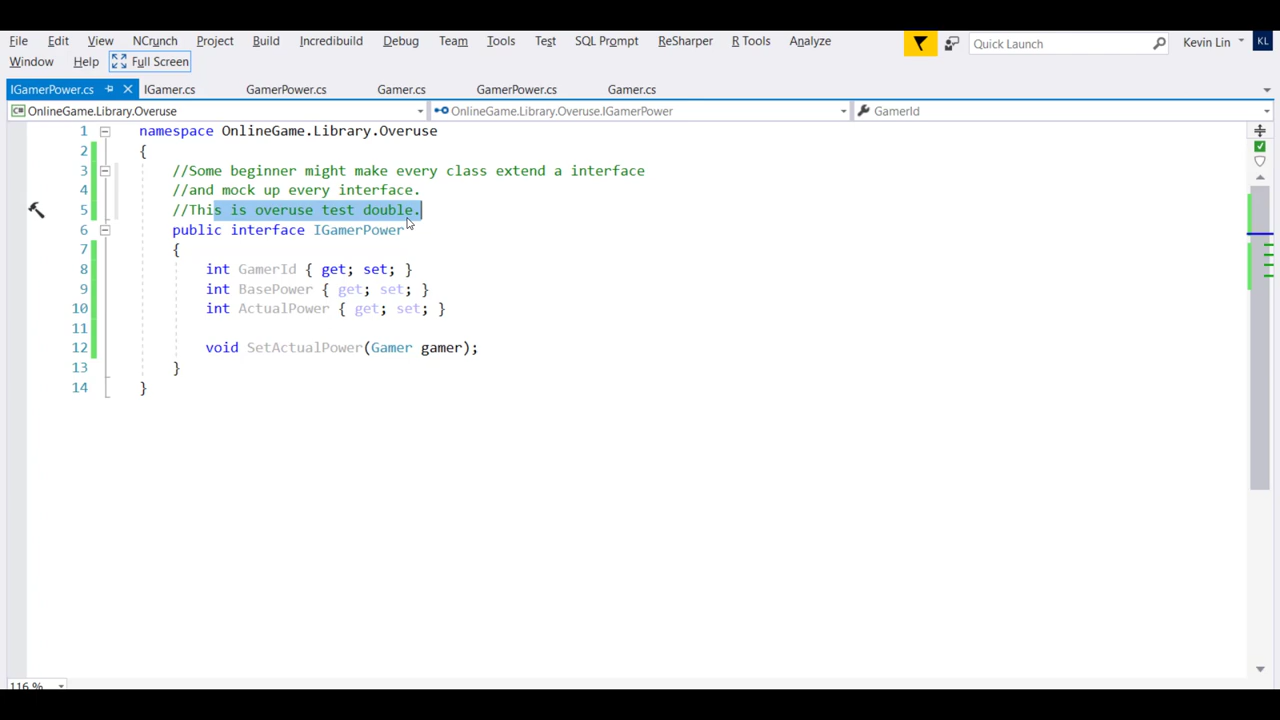 File Edit View NCrunch Project Build Incredibuild Debug Team Tools Test SQL Prompt ReSharper R Tools Analyze Quick Launch Kevin Lin KL
Window Help Full Screen
IGamerPower.cs IGamer.cs GamerPower.cs Gamer.cs GamerPower.cs Gamer.cs
C# OnlineGame.Library.Overuse OnlineGame.Library.Overuse.IGamerPower GamerId
1 namespace OnlineGame.Library.Overuse
2 {
3 //Some beginner might make every class extend a interface
4 //and mock up every interface.
5 //This is overuse test double.
6 public interface IGamerPower
7 {
8 int GamerId { get; set; }
9 int BasePower { get; set; }
10 int ActualPower { get; set; }
11
12 void SetActualPower(Gamer gamer);
13 }
14 }
116 %